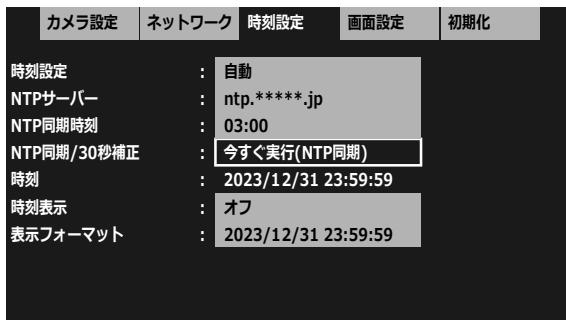 カメラ設定 ネットワーク 時刻設定 画面設定 初期化
時刻設定 : 自動
NTPサーバー : ntp.*****.jp
NTP同期時刻 : 03:00
NTP同期/30秒補正 : 今すぐ実行(NTP同期)
時刻 : 2023/12/31 23:59:59
時刻表示 : オフ
表示フォーマット : 2023/12/31 23:59:59